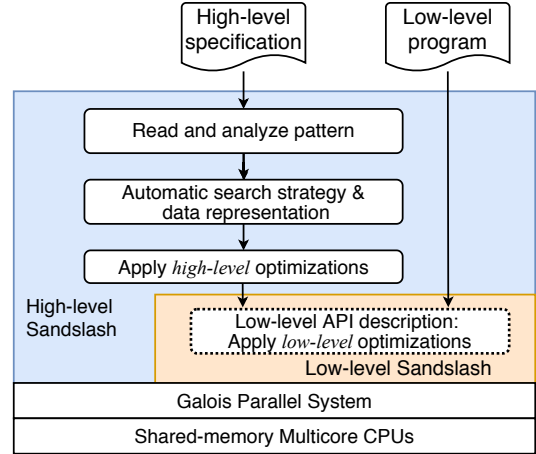 High-level
specification
Low-level
program
Read and analyze pattern
Automatic search strategy &
data representation
Apply high-level optimizations
High-level
Sandslash
Low-level API description:
Apply low-level optimizations
Low-level Sandslash
Galois Parallel System
Shared-memory Multicore CPUs